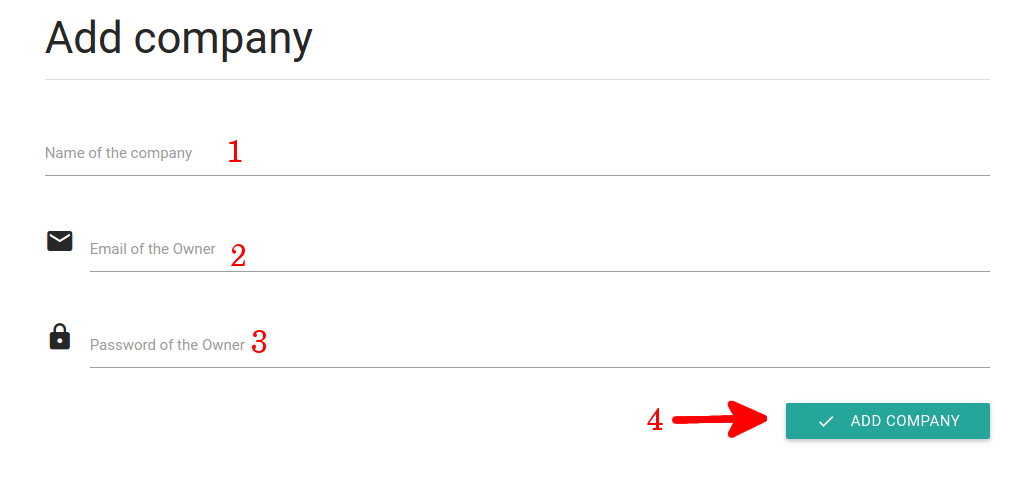 Add company
Name of the company 1
Email of the Owner 2
Password of the Owner 3
4 ADD COMPANY